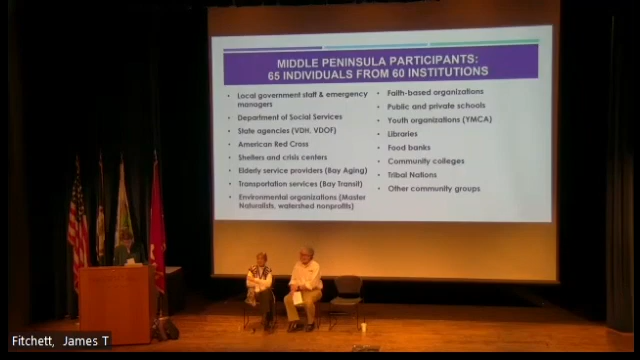 MIDDLE PENINSULA PARTICIPANTS:
65 INDIVIDUALS FROM 60 INSTITUTIONS
• Local government staff & emergency
managers
• Department of Social Services
• State agencies (VDH, VDOF)
• American Red Cross
• Shelters and crisis centers
• Elderly service providers (Bay Aging)
• Transportation services (Bay Transit)
• Environmental organizations (Master
Naturalists, watershed nonprofits)
• Faith-based organizations
• Public and private schools
• Youth organizations (YMCA)
• Libraries
• Food banks
• Community colleges
• Tribal Nations
• Other community groups
Fitchett, James T